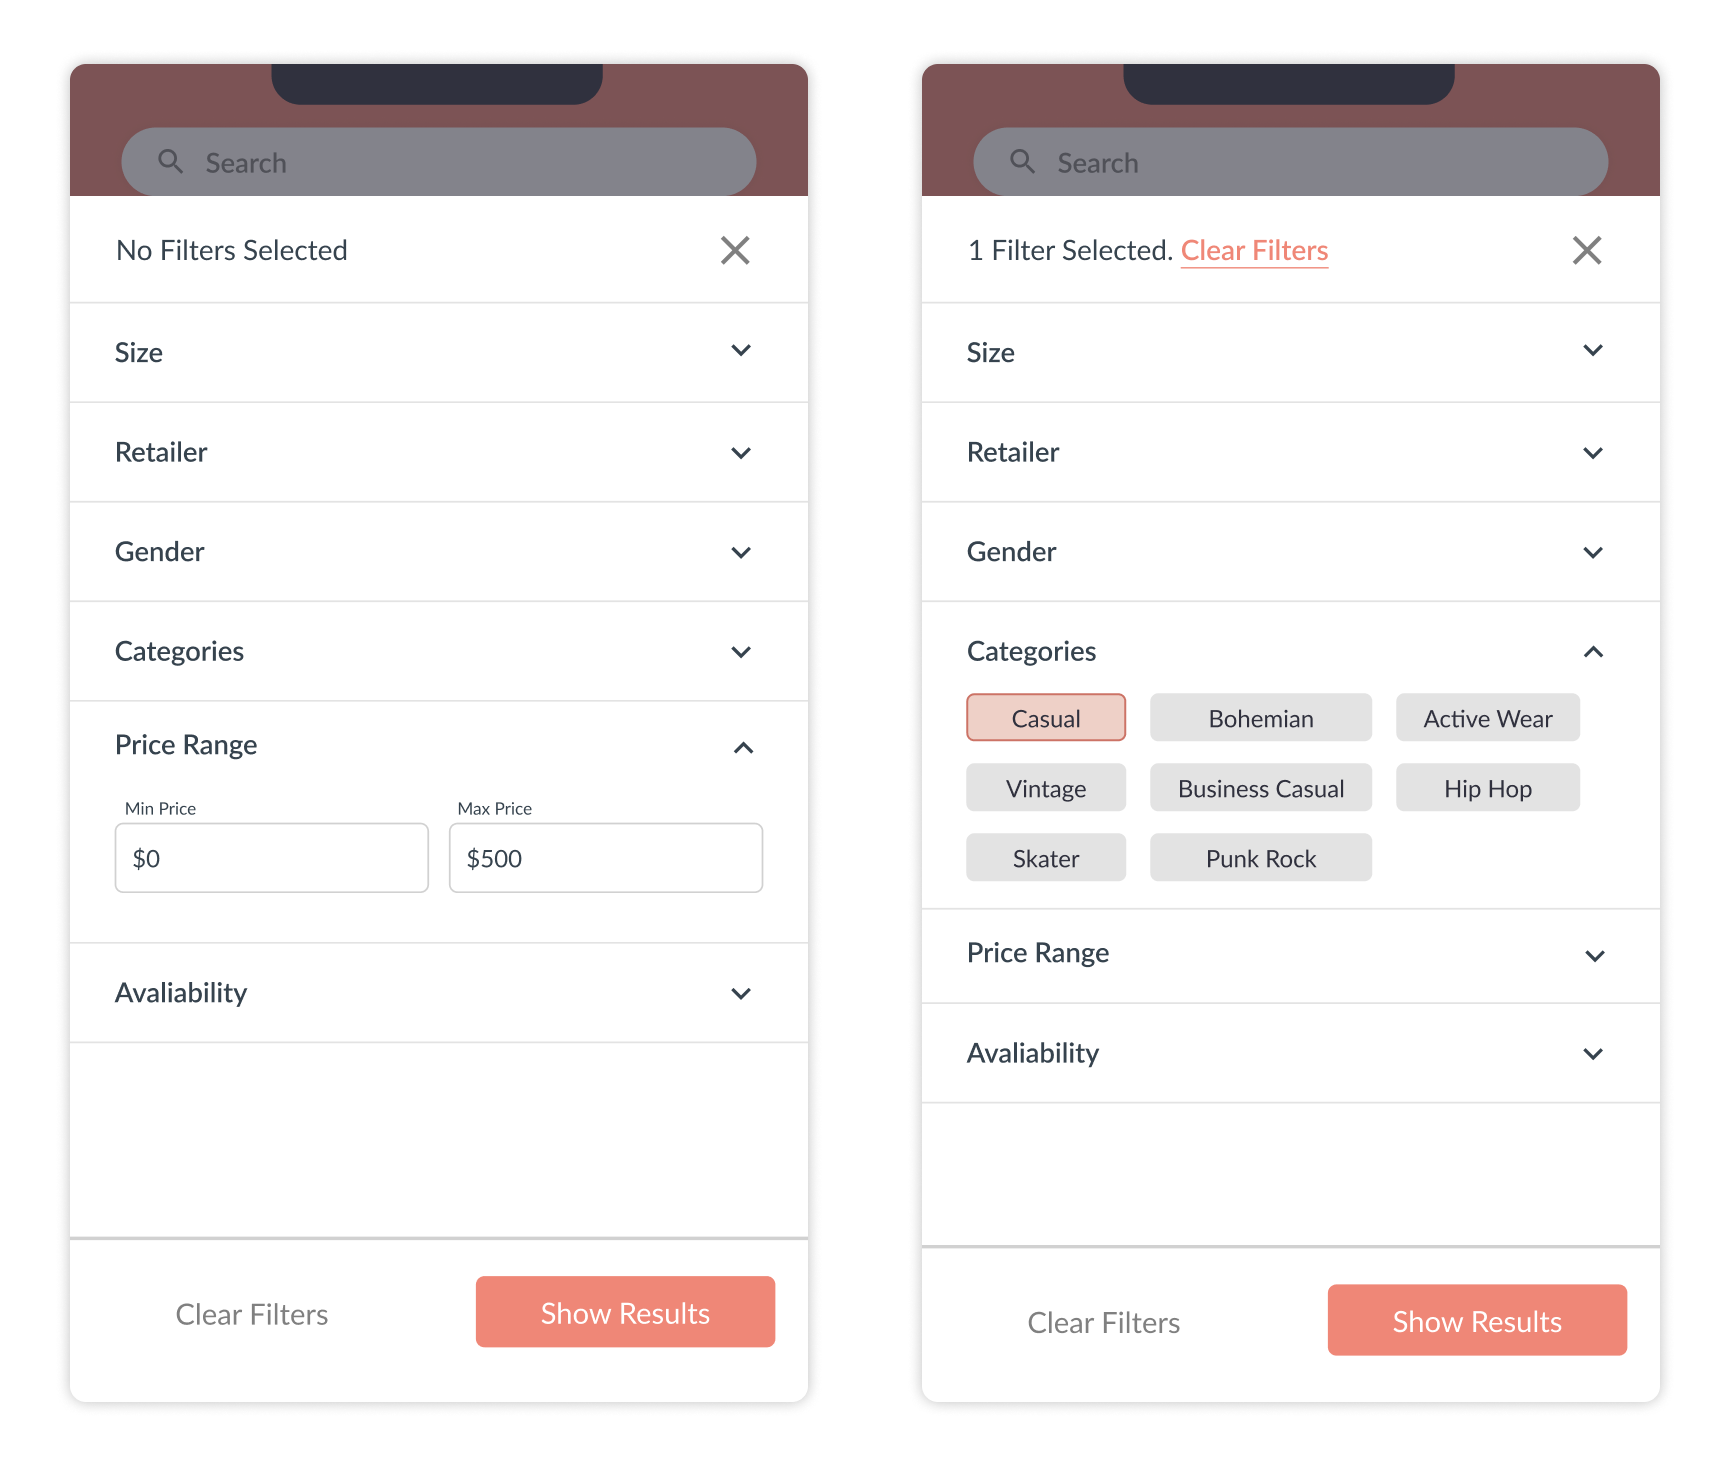 Search
No Filters Selected
Size
Retailer
Gender
Categories
Price Range
Min Price Max Price
$0 $500
Avaliability
Clear Filters Show Results
Search
1 Filter Selected. Clear Filters
Size
Retailer
Gender
Categories
Casual Bohemian Active Wear
Vintage Business Casual Hip Hop
Skater Punk Rock
Price Range
Avaliability
Clear Filters Show Results